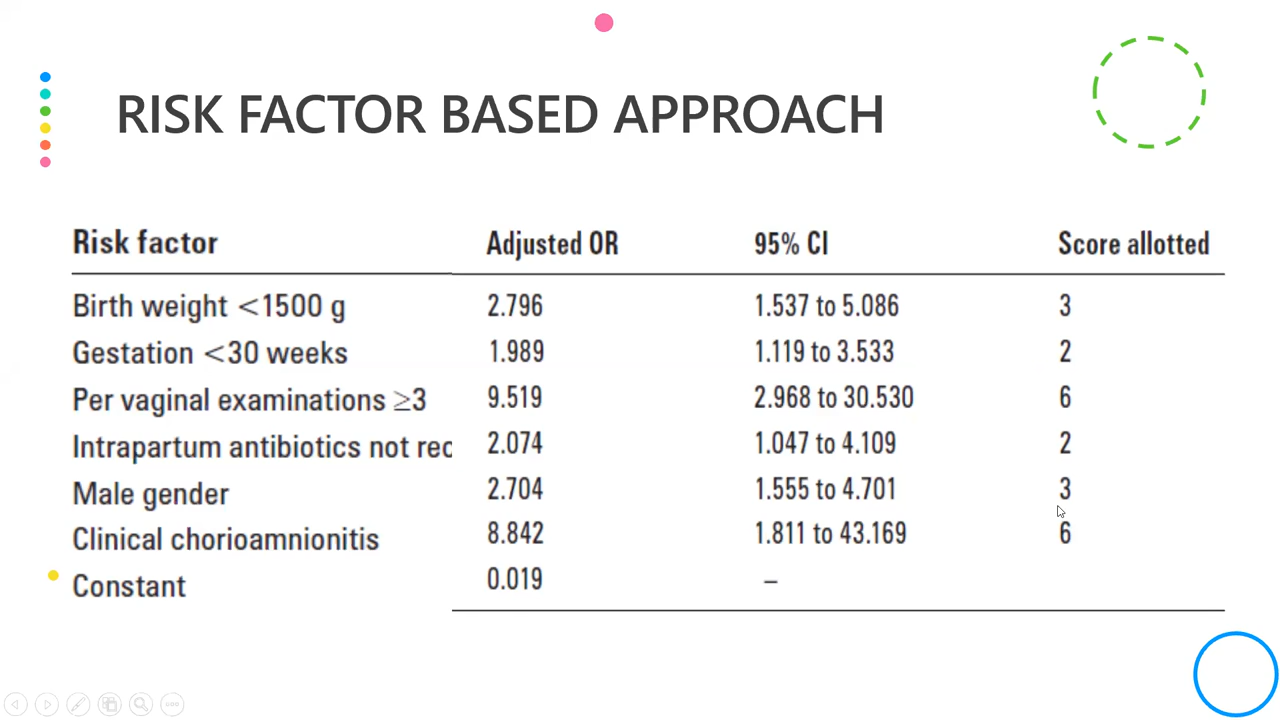 RISK FACTOR BASED APPROACH
Risk factor Adjusted OR 95% CI Score allotted
Birth weight <1500 g 2.796 1.537 to 5.086 3
Gestation <30 weeks 1.989 1.119 to 3.533 2
Per vaginal examinations ≥3 9.519 2.968 to 30.530 6
Intrapartum antibiotics not rec 2.074 1.047 to 4.109 2
Male gender 2.704 1.555 to 4.701 3
Clinical chorioamnionitis 8.842 1.811 to 43.169 6
Constant 0.019 –